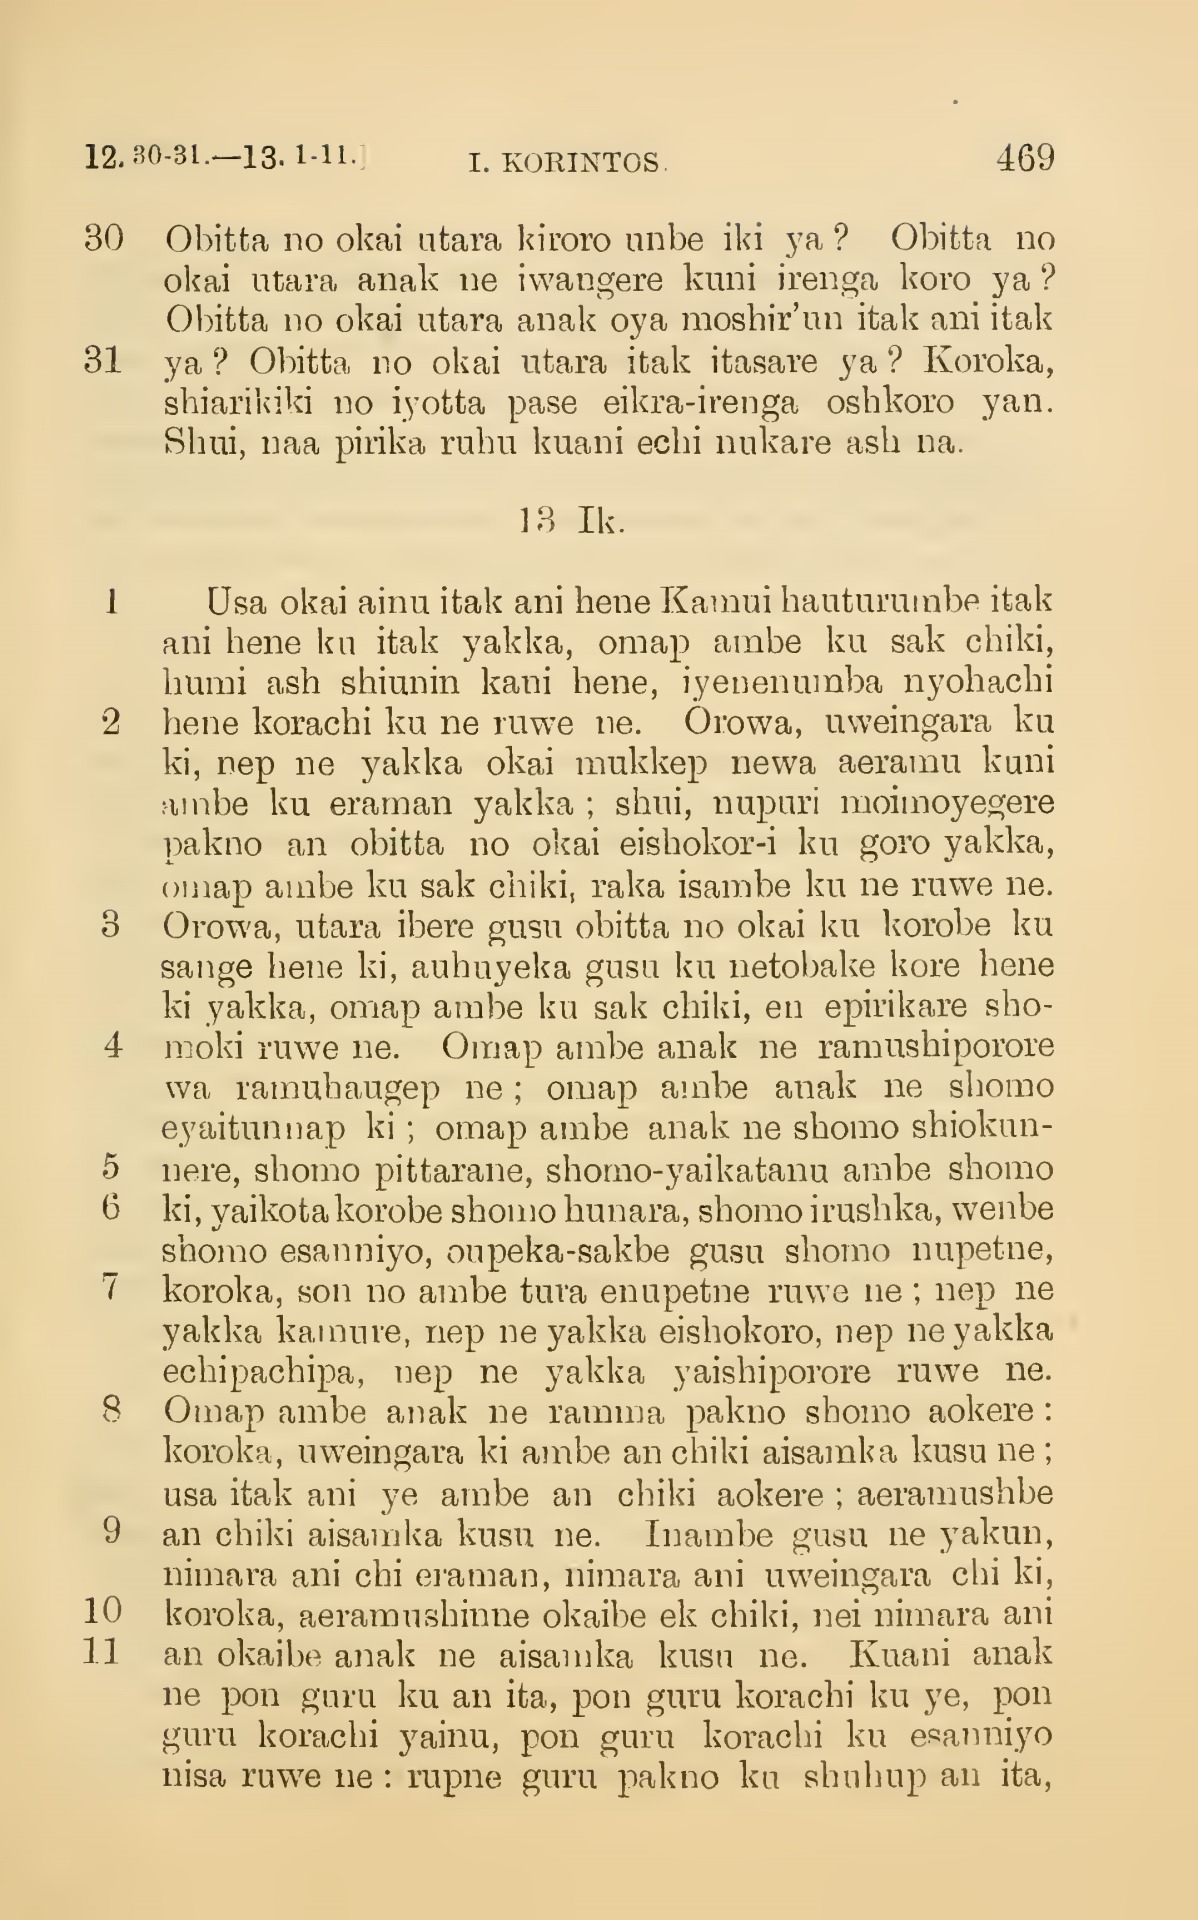 12. 30-31.—13. 1-11.] I. KORINTOS. 469
30 Obitta no okai utara kiroro unbe iki ya? Obitta no
okai utara anak ne iwangere kuni irenga koro ya?
Obitta no okai utara anak oya moshir'un itak ani itak
31 ya? Obitta no okai utara itak itasare ya? Koroka,
shiarikiki no iyotta pase eikra-irenga oshkoro yan.
Shui, naa pirika ruhu kuani echi nukare ash na.
13 Ik.
1 Usa okai ainu itak ani hene Kamui hauturumbe itak
ani hene ku itak yakka, omap ambe ku sak chiki,
humi ash shiunin kani hene, iyenenumba nyohachi
2 hene korachi ku ne ruwe ne. Orowa, uweingara ku
ki, nep ne yakka okai mukkep newa aeramu kuni
ambe ku eraman yakka; shui, nupuri moimoyegere
pakno an obitta no okai eishokor-i ku goro yakka,
omap ambe ku sak chiki, raka isambe ku ne ruwe ne.
3 Orowa, utara ibere gusu obitta no okai ku korobe ku
sange hene ki, auhuyeka gusu ku netobake kore hene
ki yakka, omap ambe ku sak chiki, en epirikare sho-
4 moki ruwe ne. Omap ambe anak ne ramushiporore
wa ramuhaugep ne; omap ambe anak ne shomo
eyaitunnap ki; omap ambe anak ne shomo shiokun-
5 nere, shomo pittarane, shomo-yaikatanu ambe shomo
6 ki, yaikota korobe shomo hunara, shomo irushka, wenbe
shomo esanniyo, oupeka-sakbe gusu shomo nupetne,
7 koroka, son no ambe tura enupetne ruwe ne; nep ne
yakka kamure, nep ne yakka eishokoro, nep ne yakka
echipachipa, nep ne yakka yaishiporore ruwe ne.
8 Omap ambe anak ne ramma pakno shomo aokere:
koroka, uweingara ki ambe an chiki aisamka kusu ne;
usa itak ani ye ambe an chiki aokere; aeramushbe
9 an chiki aisamka kusu ne. Inambe gusu ne yakun,
nimara ani chi eraman, nimara ani uweingara chi ki,
10 koroka, aeramushinne okaibe ek chiki, nei nimara ani
11 an okaibe anak ne aisamka kusu ne. Kuani anak
ne pon guru ku an ita, pon guru korachi ku ye, pon
guru korachi yainu, pon guru korachi ku esanniyo
nisa ruwe ne: rupne guru pakno ku shuhup an ita,